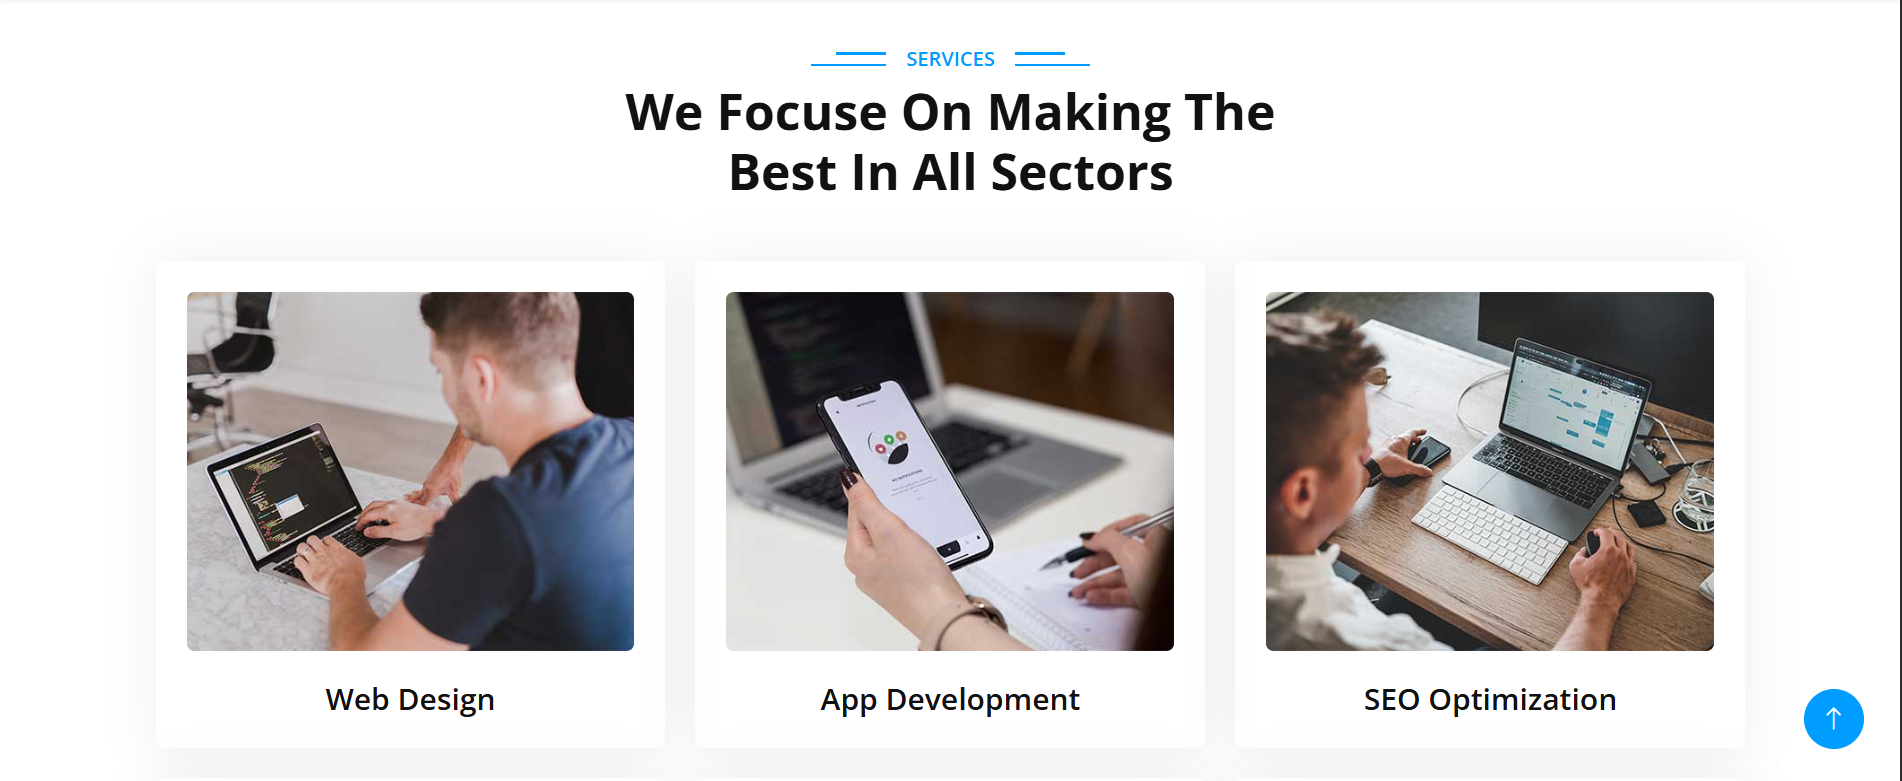 SERVICES
We Focuse On Making The
Best In All Sectors
Web Design
App Development
SEO Optimization